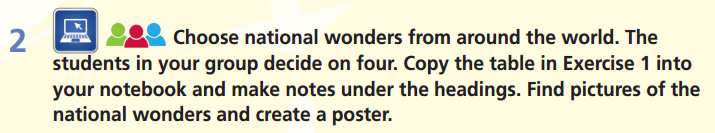 2 Choose national wonders from around the world. The
students in your group decide on four. Copy the table in Exercise 1 into
your notebook and make notes under the headings. Find pictures of the
national wonders and create a poster.